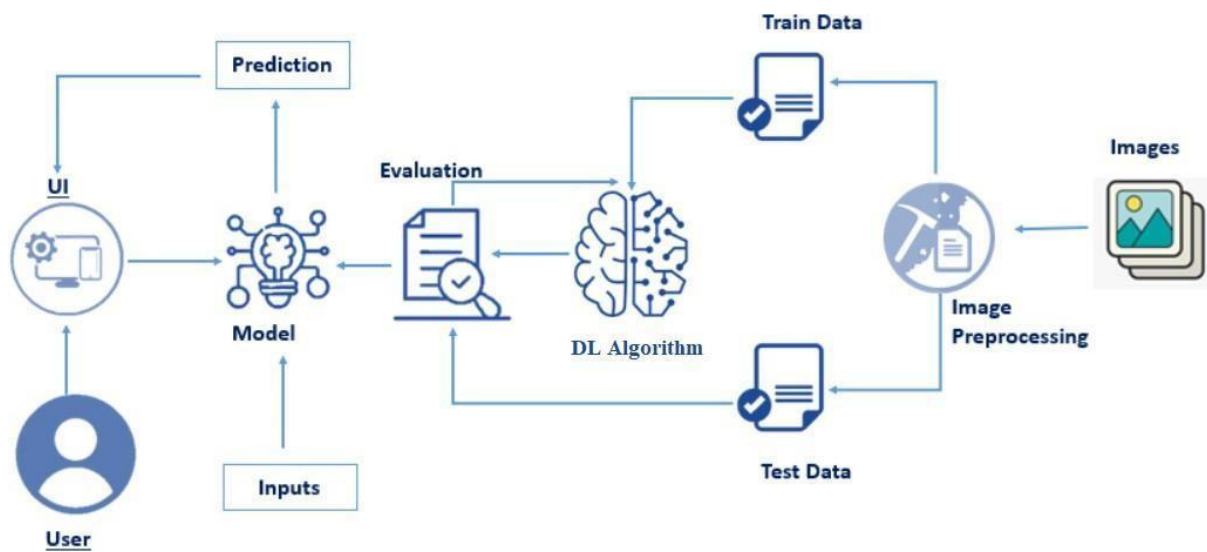 Train Data
Prediction
Images
Evaluation
UI
Image
Preprocessing
Model
DL Algorithm
Test Data
Inputs
User